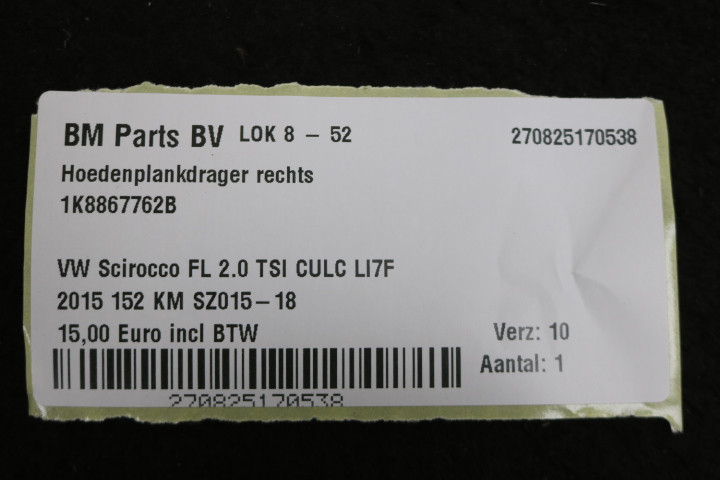 BM Parts BV LOK 8 - 52 270825170538
Hoedenplankdrager rechts
1K8867762B
VW Scirocco FL 2.0 TSI CULC LI7F
2015 152 KM SZ015-18
15,00 Euro incl BTW Verz: 10
Aantal: 1
270825170538